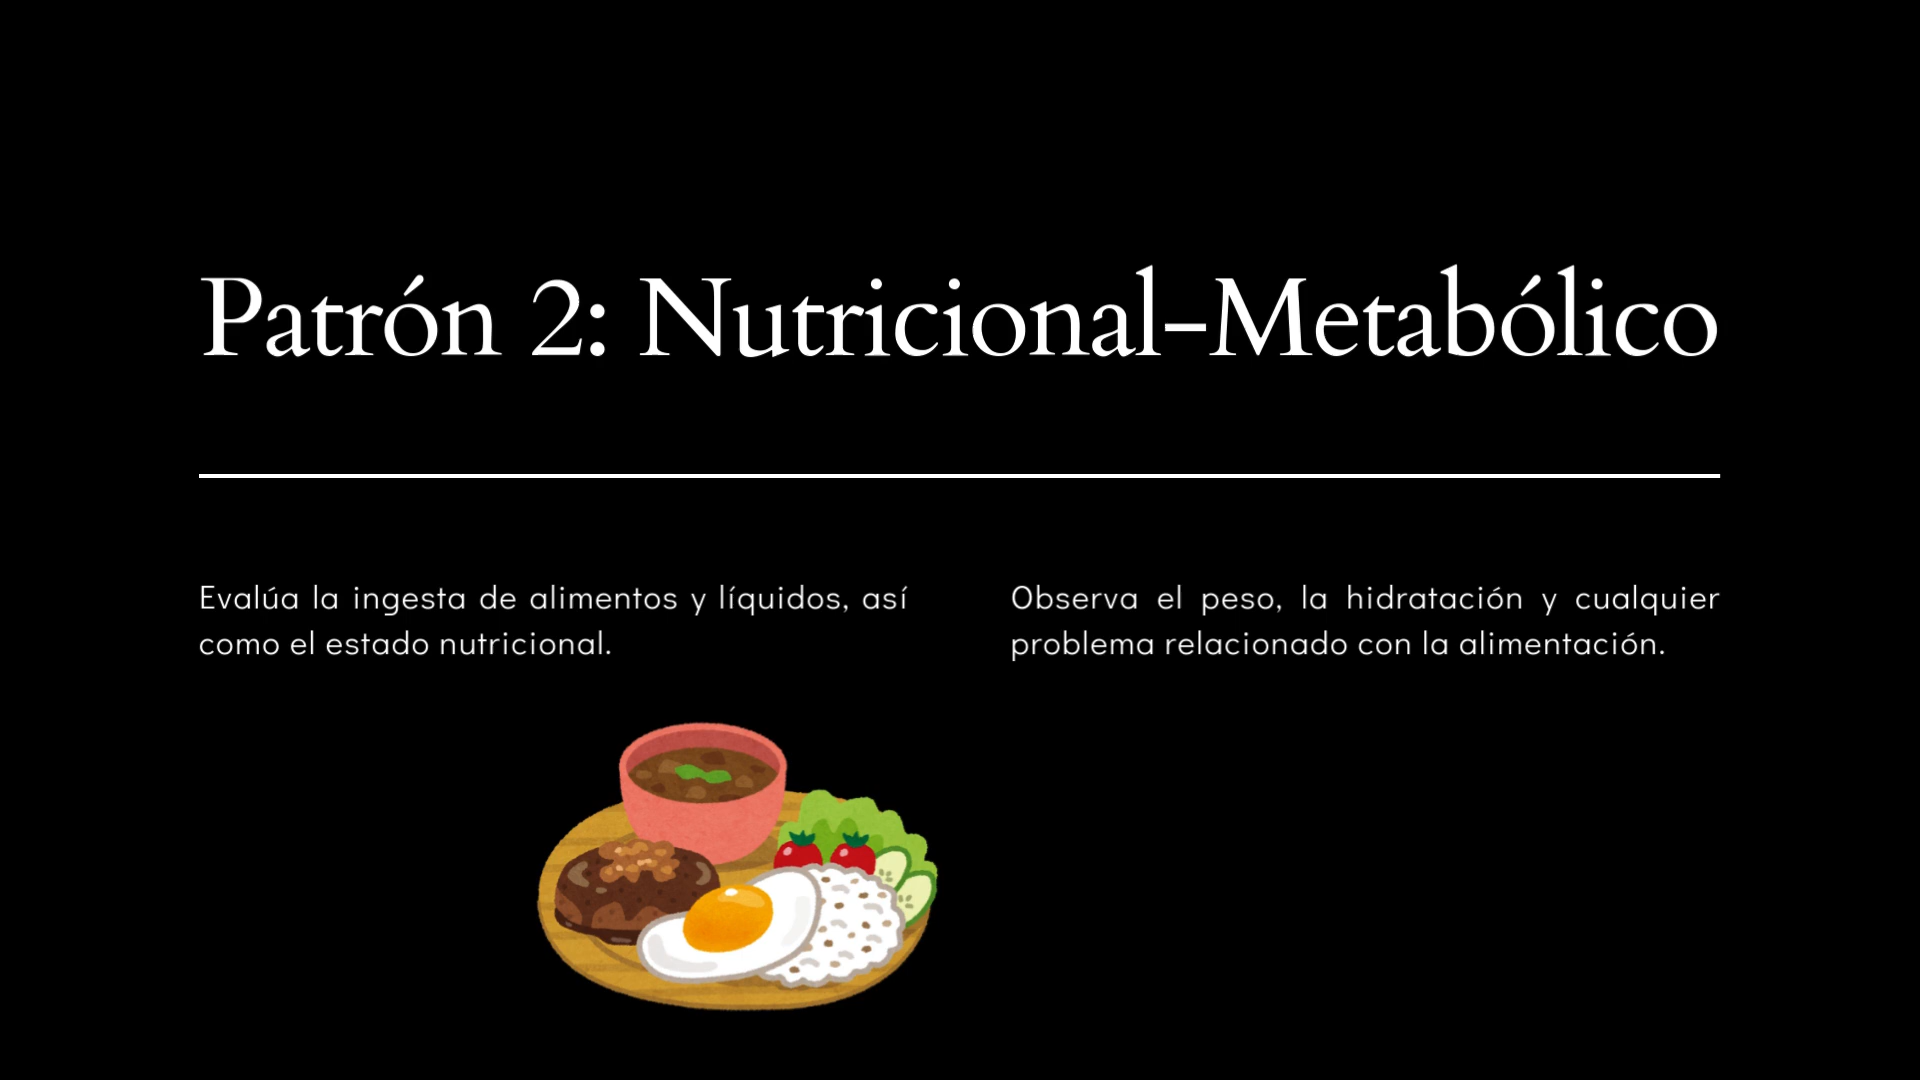 Patrón 2: Nutricional-Metabólico
Evalúa la ingesta de alimentos y líquidos, así
como el estado nutricional.
Observa el peso, la hidratación y cualquier
problema relacionado con la alimentación.